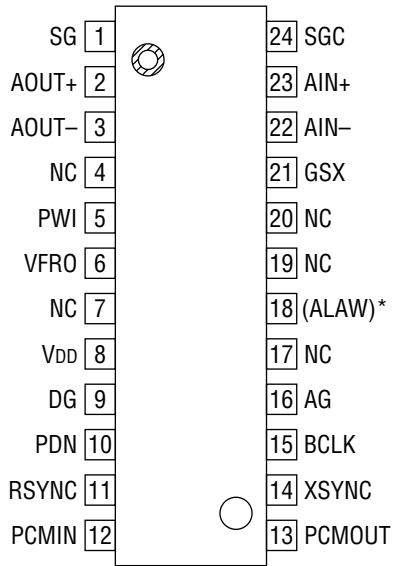 SG 1 24 SGC
AOUT+ 2 23 AIN+
AOUT– 3 22 AIN–
NC 4 21 GSX
PWI 5 20 NC
VFRO 6 19 NC
NC 7 18 (ALAW)*
VDD 8 17 NC
DG 9 16 AG
PDN 10 15 BCLK
RSYNC 11 14 XSYNC
PCMIN 12 13 PCMOUT